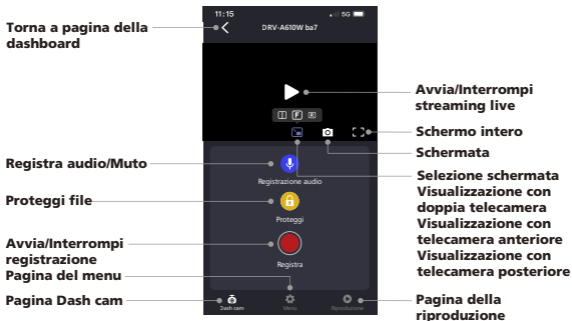 Torna a pagina della
dashboard
Registra audio/Muto
Proteggi file
Avvia/Interrompi
registrazione
Pagina del menu
Pagina Dash cam
11:15
5G
DRV-A610W ba7
F
Registrazione audio
Proteggi
Registra
Dash cam
Menu
Riproduzione
Avvia/Interrompi
streaming live
Schermo intero
Schermata
Selezione schermata
Visualizzazione con
doppia telecamera
Visualizzazione con
telecamera anteriore
Visualizzazione con
telecamera posteriore
Pagina della
riproduzione